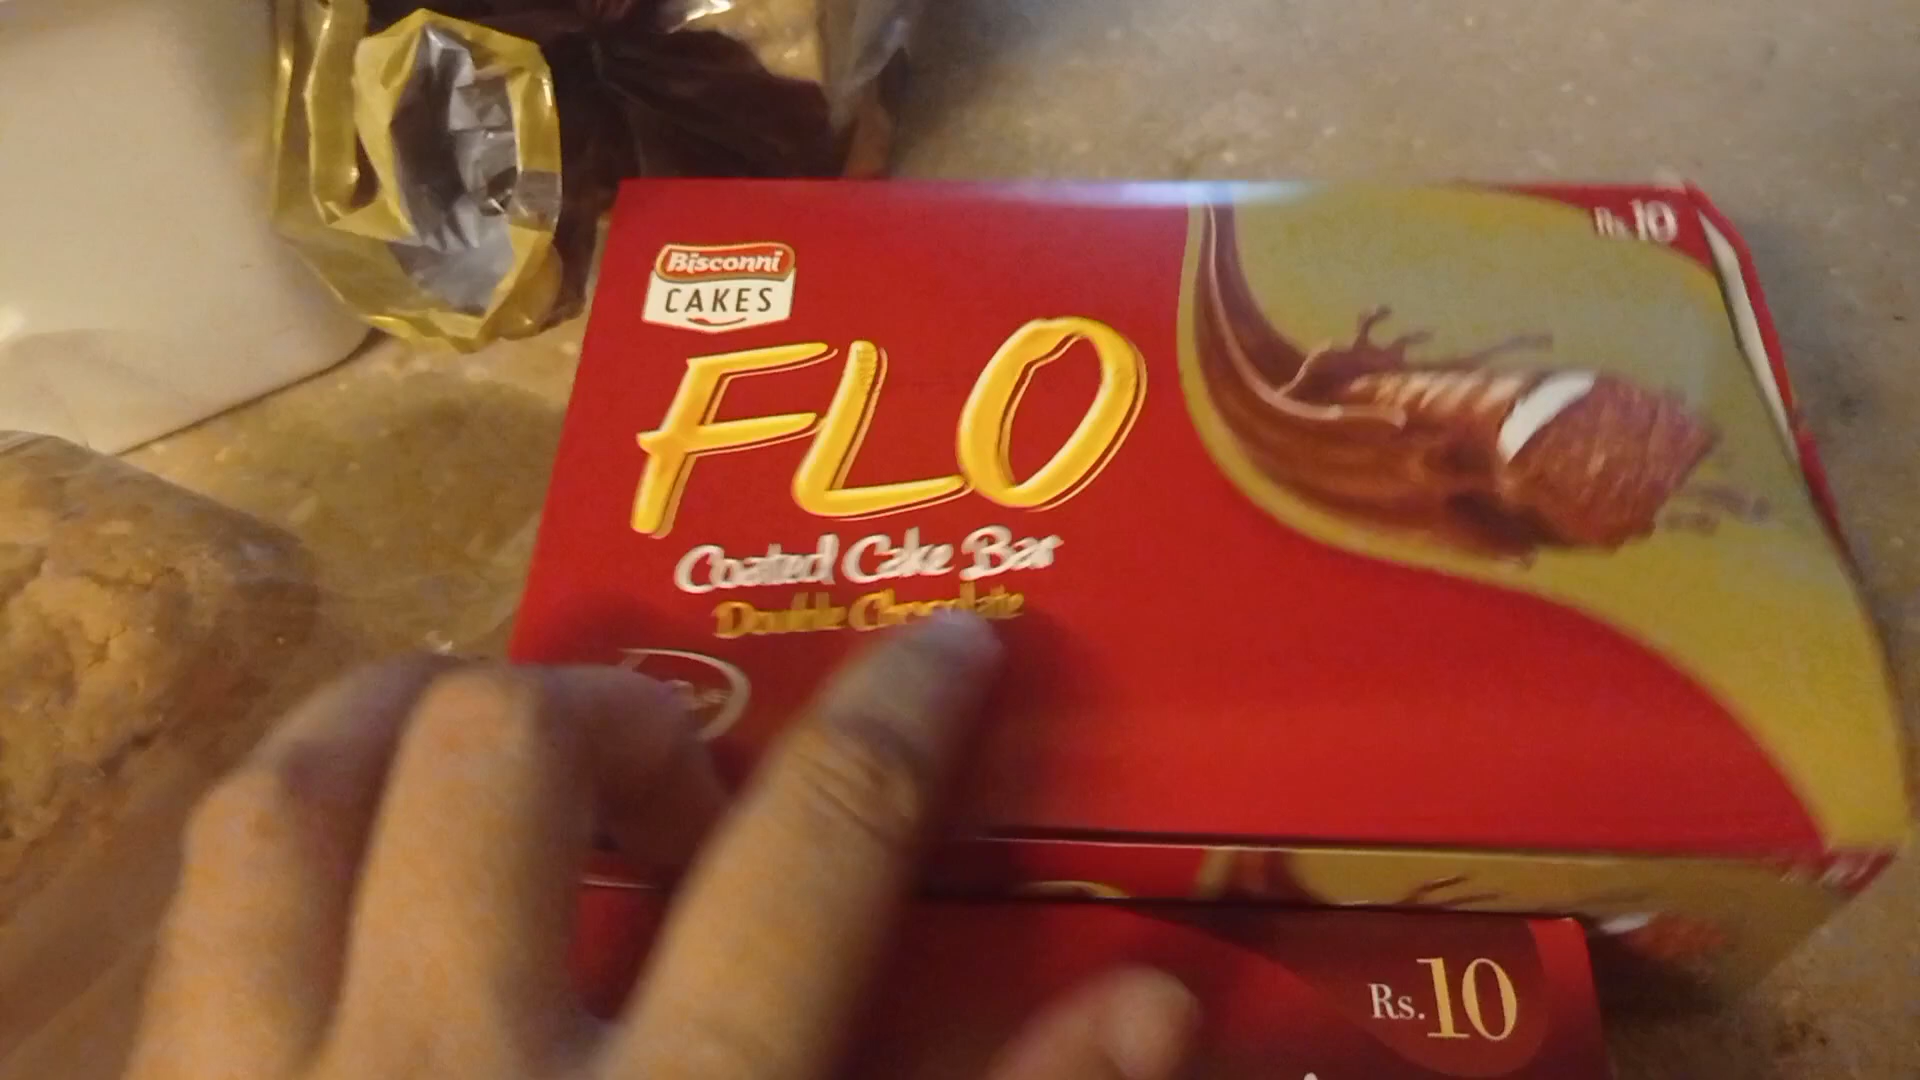 Rs.10
Bisconni
CAKES
FLO
Coated Cake Bar
Double Chocolate
Rs.10